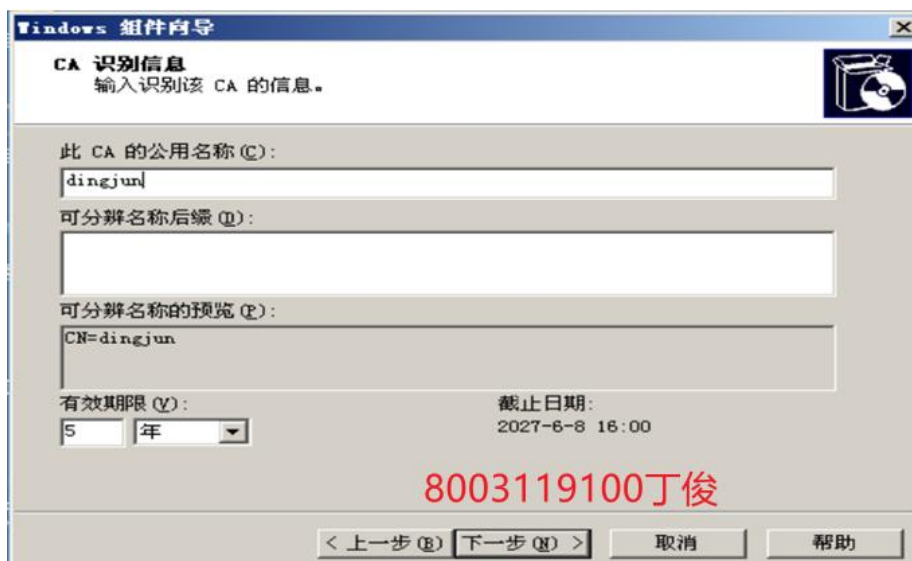 Windows 组件向导
CA 识别信息
输入识别该 CA 的信息。
此 CA 的公用名称(C):
dingjun
可分辨名称后缀(D):
可分辨名称的预览(P):
CN=dingjun
有效期限(V): 截止日期:
5 年 2027-6-8 16:00
8003119100丁俊
< 上一步(B) 下一步(N) > 取消 帮助